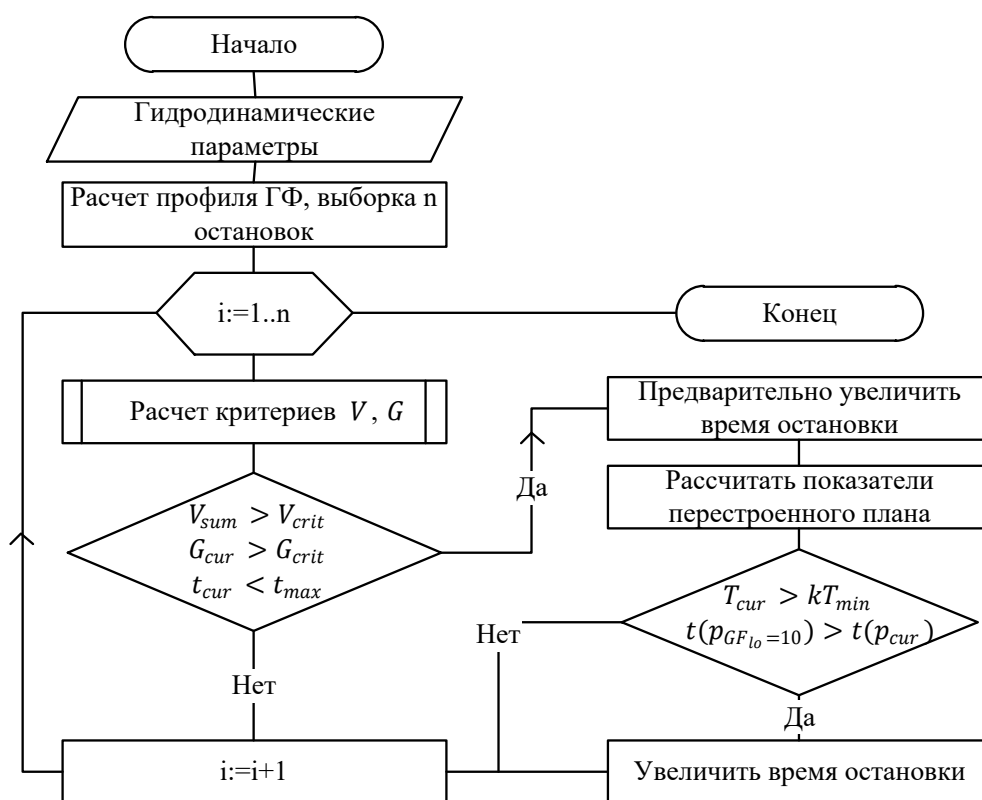 Начало
Гидродинамические
параметры
Расчет профиля ГФ, выборка n
остановок
i:=1..n
Конец
Расчет критериев V , G
Предварительно увеличить
время остановки
Да
Рассчитать показатели
перестроенного плана
V_sum > V_crit
G_cur > G_crit
t_cur < t_max
T_cur > kT_min
t(p_GF_lo=10) > t(p_cur)
Нет
Нет
Да
i:=i+1
Увеличить время остановки